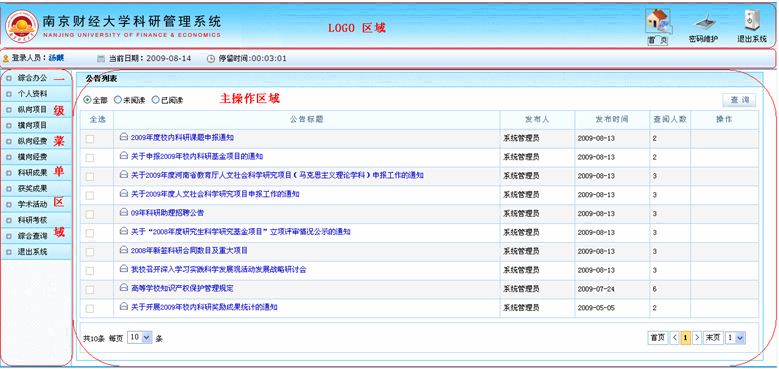 南京财经大学科研管理系统
NANJING UNIVERSITY OF FINANCE & ECONOMICS
LOGO 区域
首 页
密码维护
退出系统
登录人员：汤颐
当前日期：2009-08-14
停留时间:00:03:01
综合办公
个人资料
纵向项目
横向项目
纵向经费
横向经费
科研成果
获奖成果
学术活动
科研考核
综合查询
退出系统
一级菜单区域
公告列表
全部 未阅读 已阅读
主操作区域
查 询
全选 公告标题 发布人 发布时间 查阅人数 操作
2009年度校内科研课题申报通知 系统管理员 2009-08-13 2
关于申报2009年校内科研基金项目的通知 系统管理员 2009-08-13 2
关于2009年度河南省教育厅人文社会科学研究项目（马克思主义理论学科）申报工作的通知 系统管理员 2009-08-13 3
关于2009年度人文社会科学研究项目申报工作的通知 系统管理员 2009-08-13 3
09年科研助理招聘公告 系统管理员 2009-08-13 3
关于“2008年度研究生科学研究基金项目”立项评审情况公示的通知 系统管理员 2009-08-13 3
2008年新签科研合同数目及重大项目 系统管理员 2009-08-13 3
我校召开深入学习实践科学发展观活动发展战略研讨会 系统管理员 2009-08-13 3
高等学校知识产权保护管理规定 系统管理员 2009-07-24 6
关于开展2009年校内科研奖励成果统计的通知 系统管理员 2009-05-05 2
共10条 每页 10 条
首页 < 1 > 末页 1